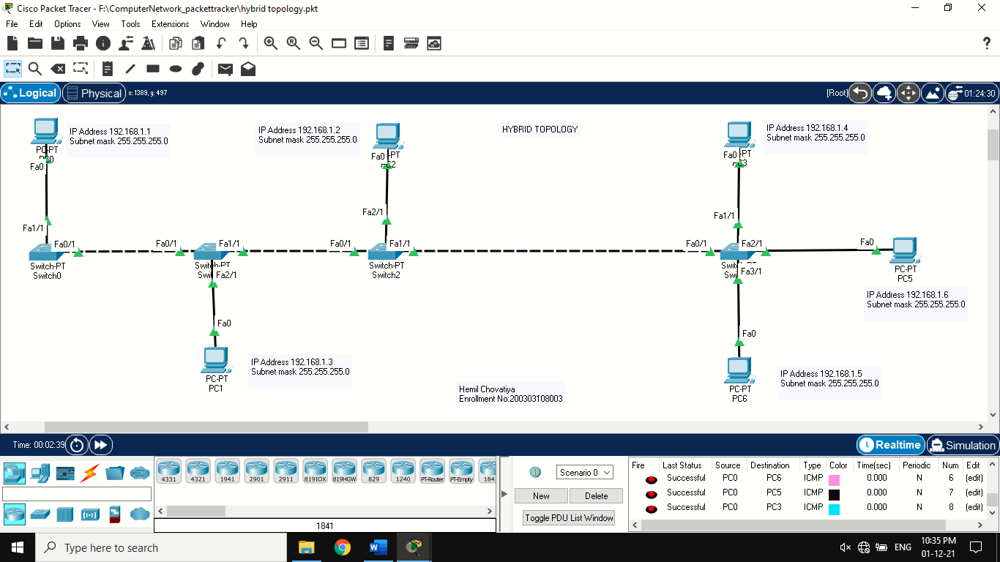 Cisco Packet Tracer - F:\ComputerNetwork_packettracker\hybrid topology.pkt
File Edit Options View Tools Extensions Window Help
?
Logical Physical x: 1389, y: 497
[Root] 01:24:30
HYBRID TOPOLOGY
IP Address 192.168.1.1
Subnet mask 255.255.255.0
PC-PT
Fa0
Fa1/1
Fa0/1
Switch-PT
Switch0
IP Address 192.168.1.2
Subnet mask 255.255.255.0
-PT
Fa0
Fa2/1
Fa0/1
Fa1/1
Fa2/1
Fa0
PC-PT
PC1
IP Address 192.168.1.3
Subnet mask 255.255.255.0
Fa0/1
Fa1/1
Switch-PT
Switch2
IP Address 192.168.1.4
Subnet mask 255.255.255.0
-PT
Fa0
Fa1/1
Fa0/1
Fa2/1
Fa3/1
Fa0
PC-PT
PC5
IP Address 192.168.1.6
Subnet mask 255.255.255.0
Fa0
PC-PT
PC6
IP Address 192.168.1.5
Subnet mask 255.255.255.0
Hemil Chovatiya
Enrollment No:200303108003
Time: 00:02:39
Realtime Simulation
4331 4321 1941 2901 2911 819IOX 819HGW 829 1240 PT-Router PT-Empty 184
1841
Scenario 0
New Delete
Toggle PDU List Window
Fire Last Status Source Destination Type Color Time(sec) Periodic Num Edit
Successful PC0 PC6 ICMP 0.000 N 6 (edit)
Successful PC0 PC5 ICMP 0.000 N 7 (edit)
Successful PC0 PC3 ICMP 0.000 N 8 (edit)
Type here to search
ENG
10:35 PM
01-12-21